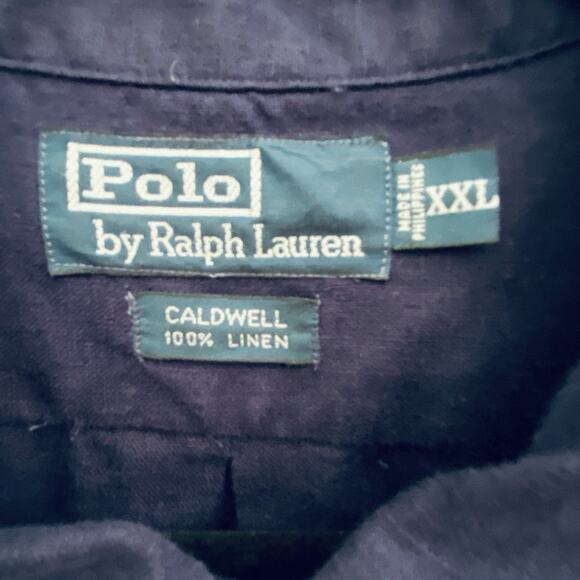 Polo
by Ralph Lauren
MADE IN
PHILIPPINES
XXL
CALDWELL
100% LINEN